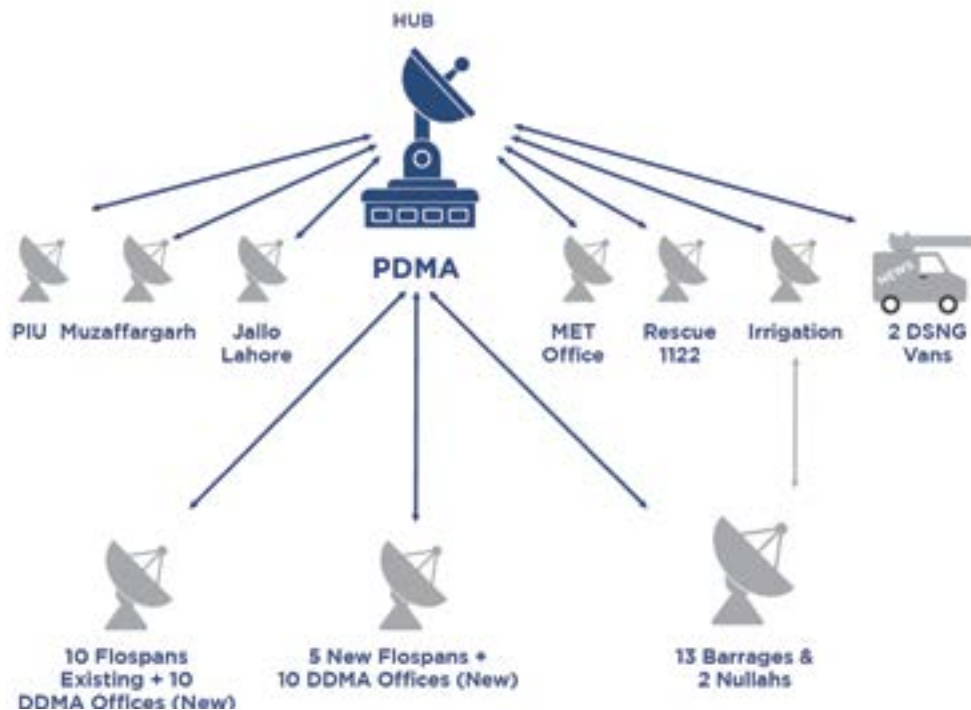 HUB
PDMA
PIU
Muzaffargarh
Jallo
Lahore
MET
Office
Rescue
1122
Irrigation
NEWS
2 DSNG
Vans
10 Flospans
Existing + 10
DDMA Offices (New)
5 New Flospans +
10 DDMA Offices (New)
13 Barrages &
2 Nullahs